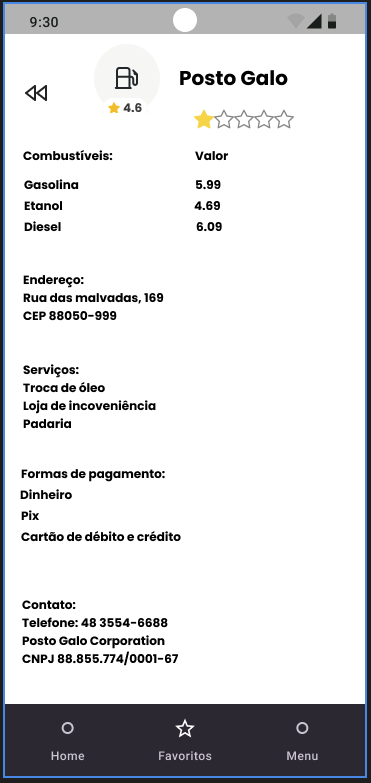 9:30
Posto Galo
4.6
Combustíveis: Valor
Gasolina 5.99
Etanol 4.69
Diesel 6.09
Endereço:
Rua das malvadas, 169
CEP 88050-999
Serviços:
Troca de óleo
Loja de incoveniência
Padaria
Formas de pagamento:
Dinheiro
Pix
Cartão de débito e crédito
Contato:
Telefone: 48 3554-6688
Posto Galo Corporation
CNPJ 88.855.774/0001-67
Home Favoritos Menu